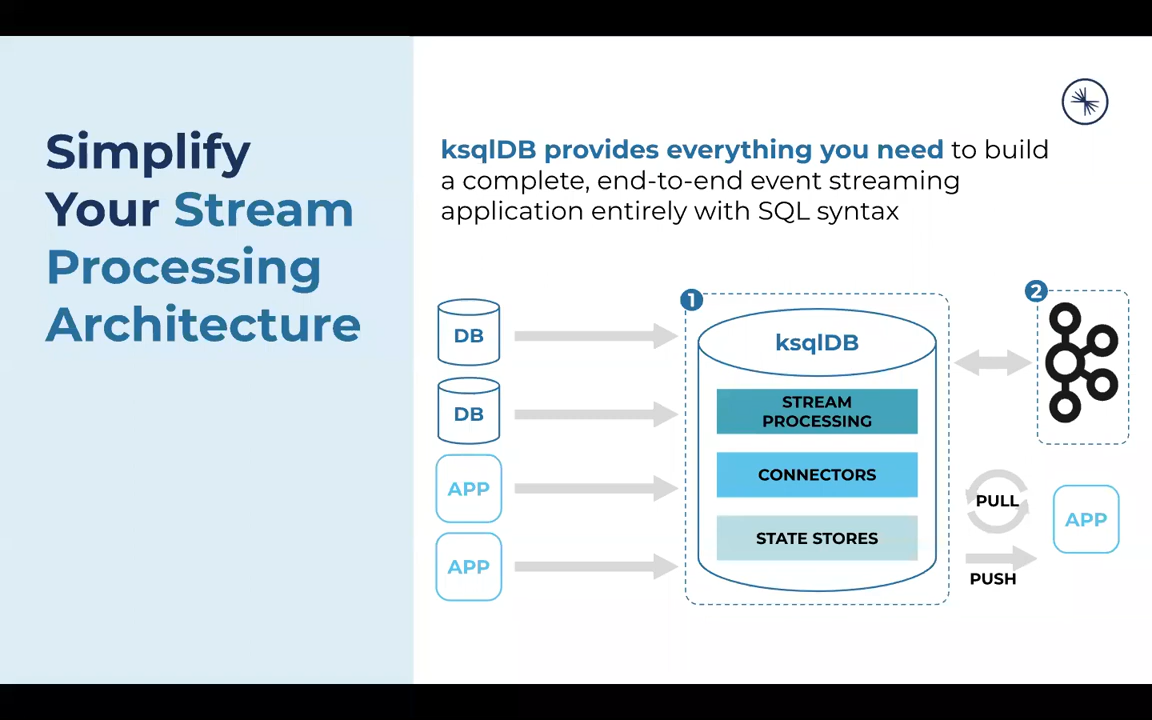 Simplify
Your Stream
Processing
Architecture
ksqlDB provides everything you need to build
a complete, end-to-end event streaming
application entirely with SQL syntax
DB
DB
APP
APP
1
ksqlDB
STREAM
PROCESSING
CONNECTORS
STATE STORES
2
PULL
PUSH
APP